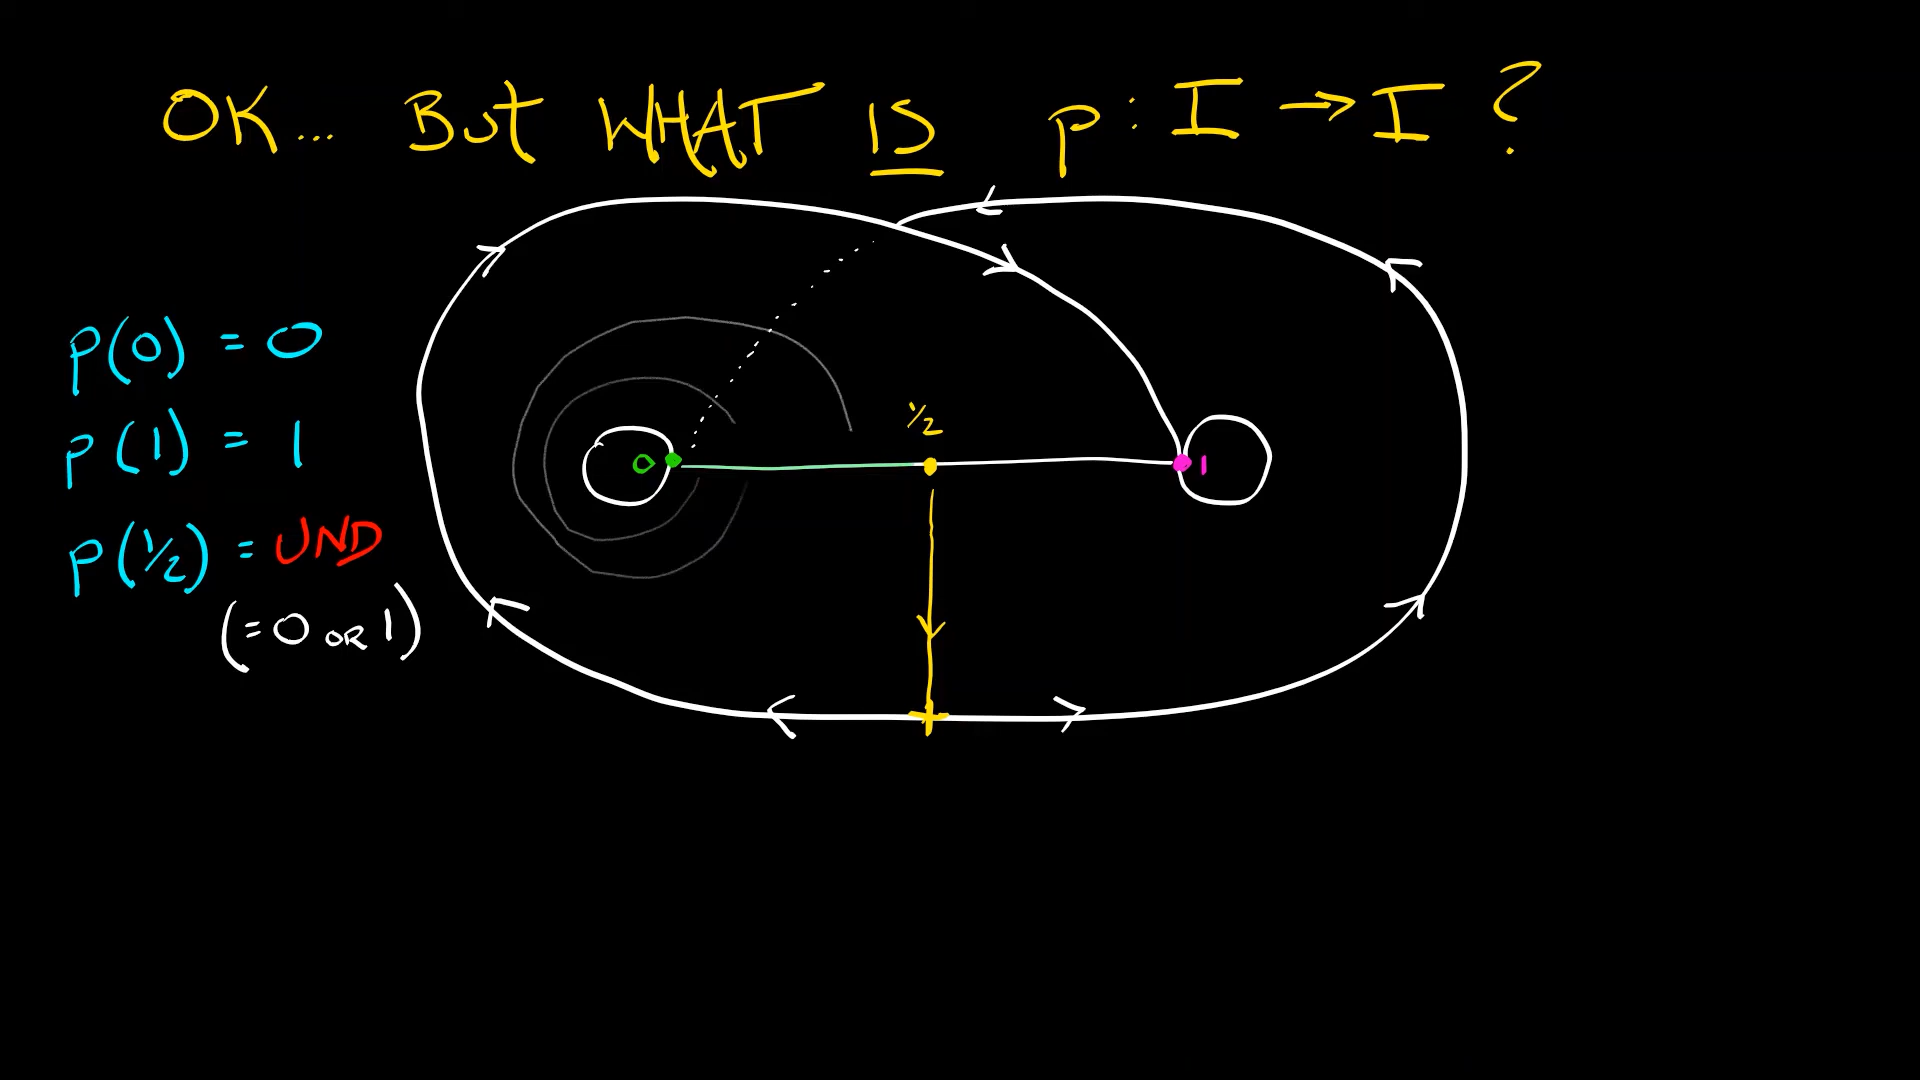 OK... BUT WHAT IS p: I → I ?
p(0) = 0
p(1) = 1
p(1/2) = UND
(= 0 OR 1)
1/2
0
1